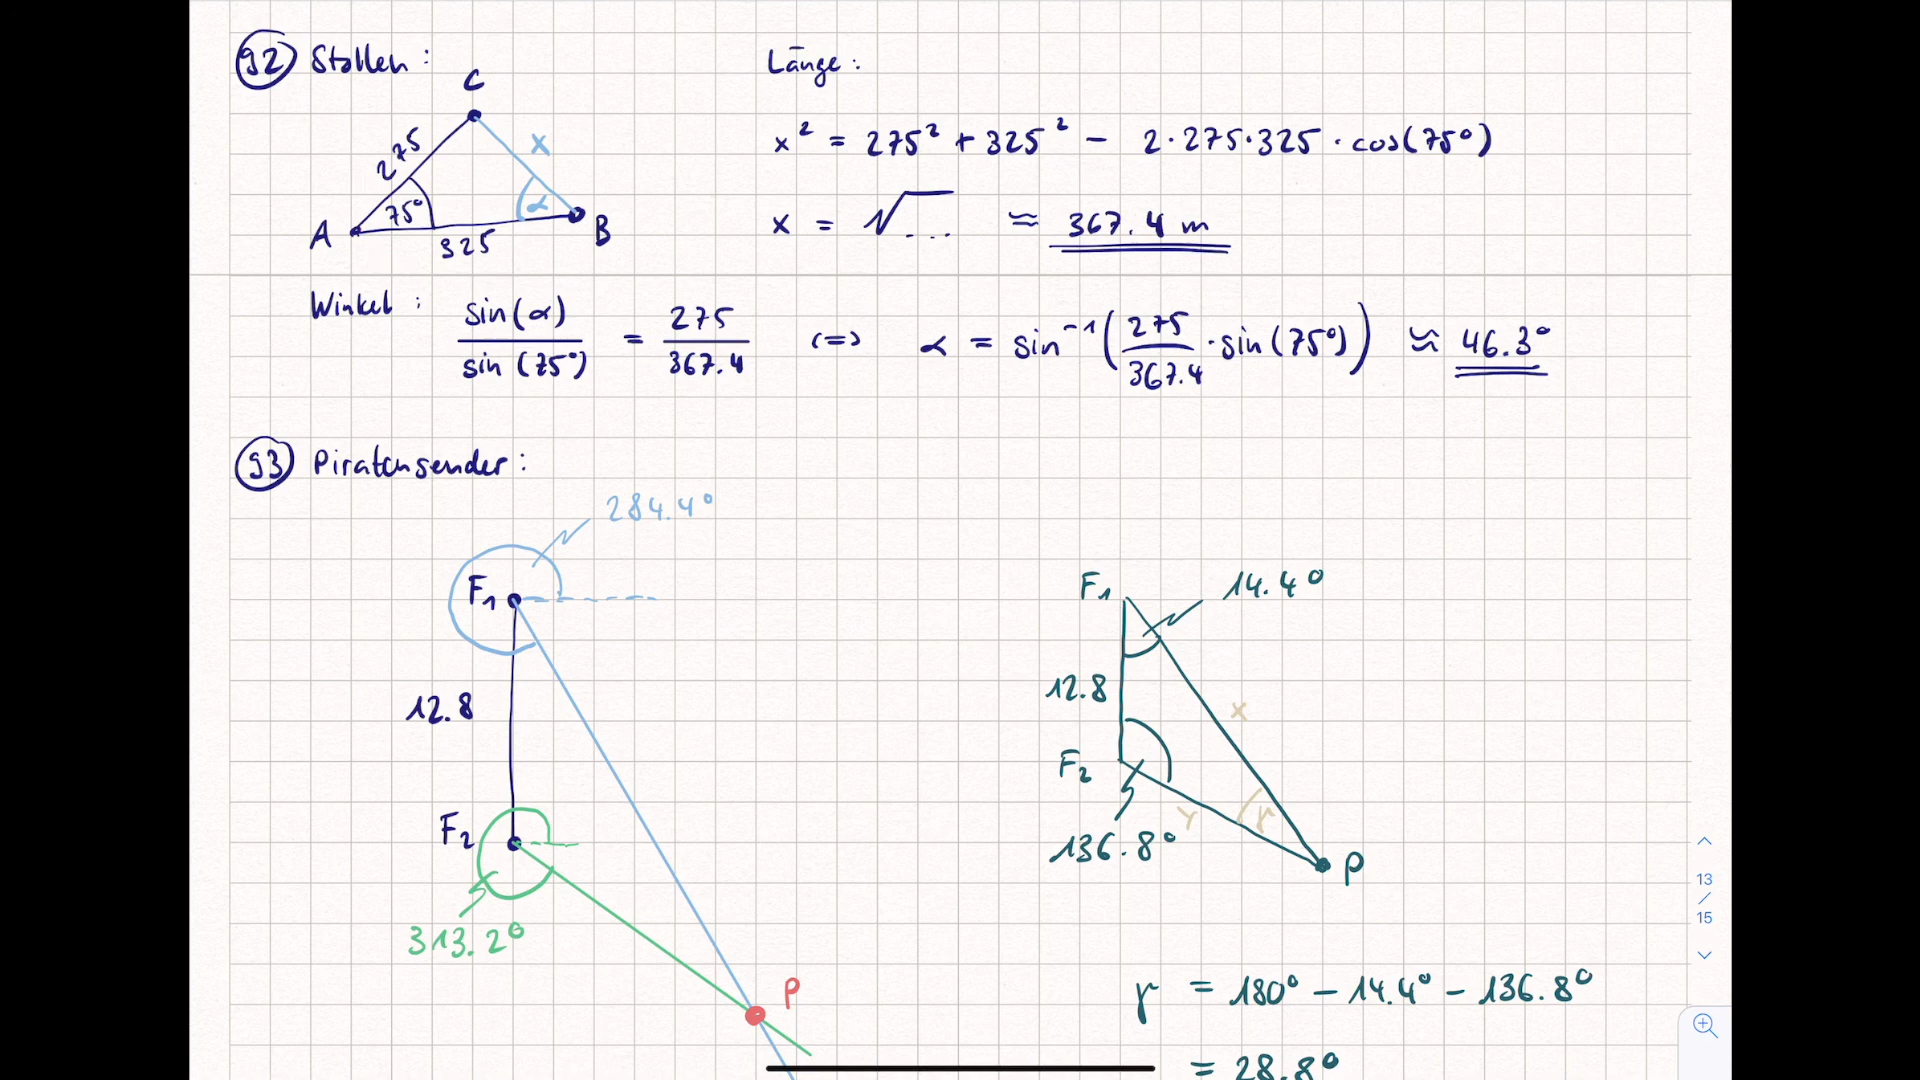 92 Stollen :
C
275
x
75°
α
A
325
B
Länge :
x² = 275² + 325² - 2·275·325 · cos(75°)
x = √... ≈ 367.4 m
Winkel : sin(α) / sin(75°) = 275 / 367.4 <=> α = sin⁻¹(275/367.4 · sin(75°)) ≈ 46.3°
93 Piratensender :
284.4°
F₁
12.8
F₂
313.2°
P
F₁
14.4°
12.8
x
F₂
y
γ
136.8°
P
γ = 180° - 14.4° - 136.8°
= 28.8°
13
/
15